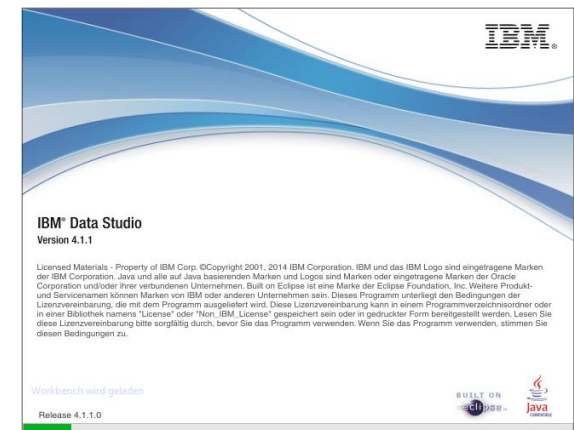 IBM®
IBM® Data Studio
Version 4.1.1
Licensed Materials - Property of IBM Corp. ©Copyright 2001, 2014 IBM Corporation. IBM und das IBM Logo sind eingetragene Marken
der IBM Corporation. Java und alle auf Java basierenden Marken und Logos sind Marken oder eingetragene Marken der Oracle
Corporation und/oder ihrer verbundenen Unternehmen. Built on Eclipse ist eine Marke der Eclipse Foundation, Inc. Weitere Produkt-
und Servicenamen können Marken von IBM oder anderen Unternehmen sein. Dieses Programm unterliegt den Bedingungen der
Lizenzvereinbarung, die mit dem Programm ausgeliefert wird. Diese Lizenzvereinbarung kann in einem Programmverzeichnisordner oder
in einer Bibliothek namens "License" oder "Non_IBM_License" gespeichert sein oder in gedruckter Form bereitgestellt werden. Lesen Sie
diese Lizenzvereinbarung bitte sorgfältig durch, bevor Sie das Programm verwenden. Wenn Sie das Programm verwenden, stimmen Sie
diesen Bedingungen zu.
Workbench wird geladen
Release 4.1.1.0
BUILT ON
eclipse
Java
COMPATIBLE